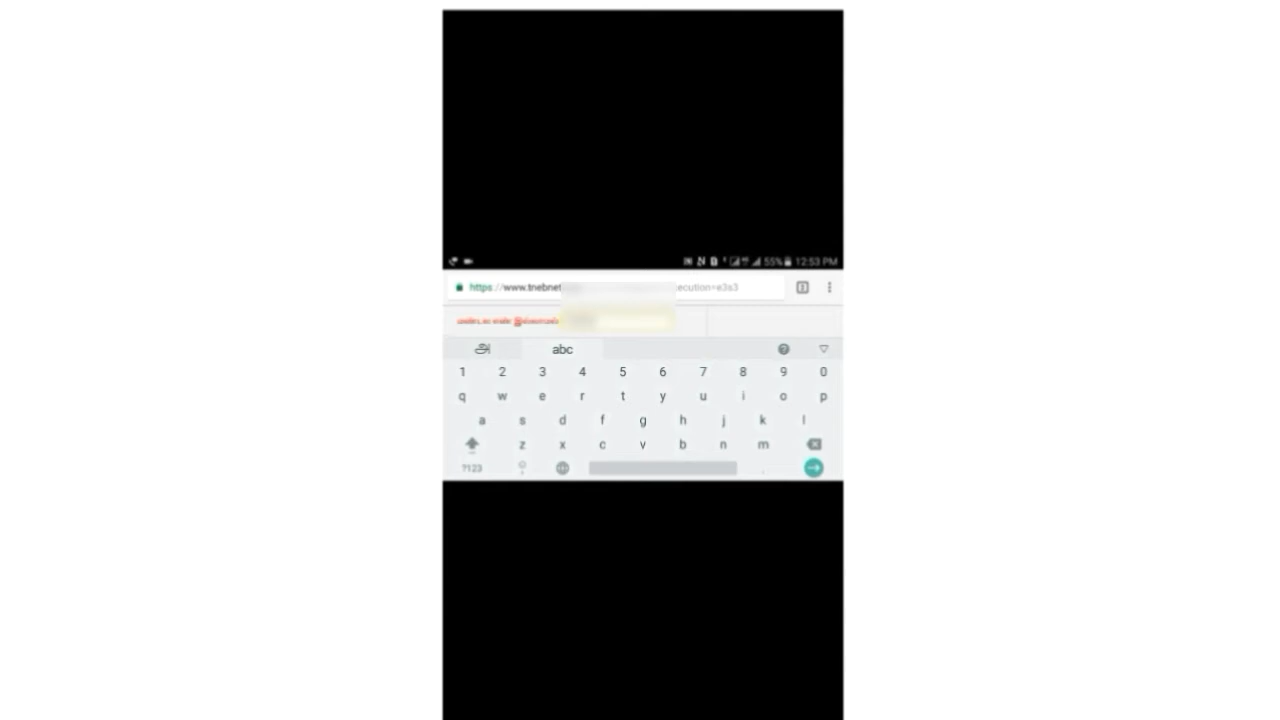 55% 12:53 PM
https://www.tnebnet ecution=e3s3
அ abc
1 2 3 4 5 6 7 8 9 0
q w e r t y u i o p
a s d f g h j k l
z x c v b n m
?123